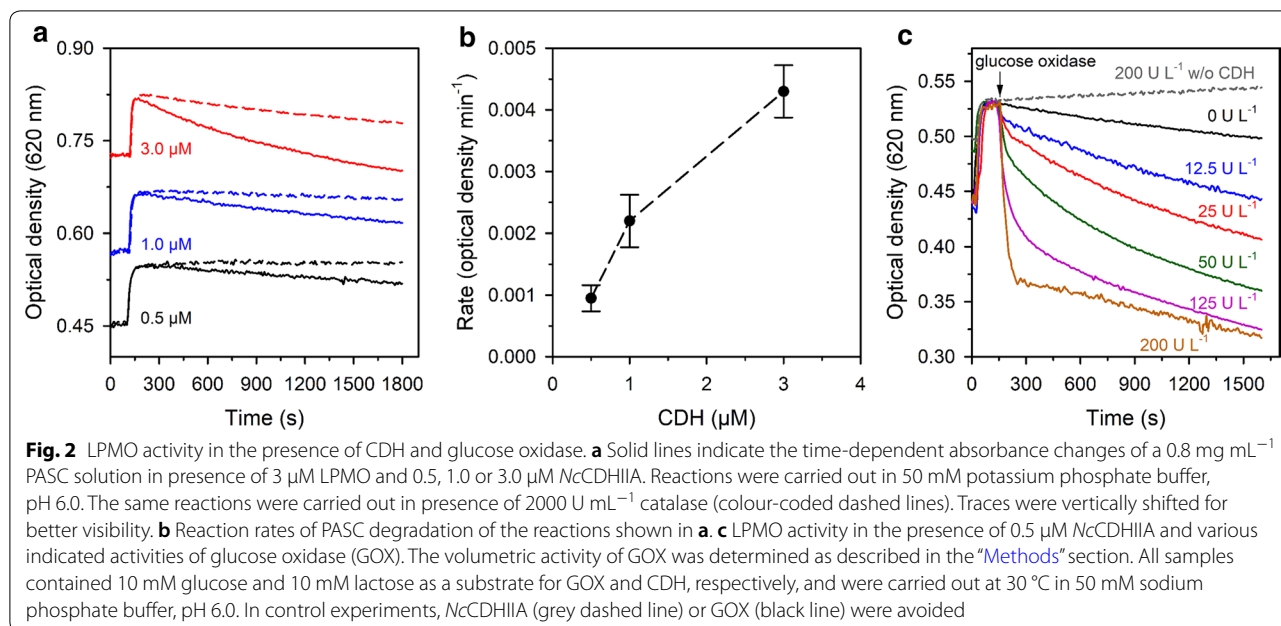 a
b
c
0.90
0.75
0.60
0.45
Optical density (620 nm)
3.0 µM
1.0 µM
0.5 µM
0 300 600 900 1200 1500 1800
Time (s)
0.005
0.004
0.003
0.002
0.001
0.000
Rate (optical density min⁻¹)
0 1 2 3 4
CDH (µM)
0.55
0.50
0.45
0.40
0.35
0.30
Optical density (620 nm)
glucose oxidase
200 U L⁻¹ w/o CDH
0 U L⁻¹
12.5 U L⁻¹
25 U L⁻¹
50 U L⁻¹
125 U L⁻¹
200 U L⁻¹
0 300 600 900 1200 1500
Time (s)
Fig. 2 LPMO activity in the presence of CDH and glucose oxidase. a Solid lines indicate the time-dependent absorbance changes of a 0.8 mg mL⁻¹
PASC solution in presence of 3 µM LPMO and 0.5, 1.0 or 3.0 µM NcCDHIIA. Reactions were carried out in 50 mM potassium phosphate buffer,
pH 6.0. The same reactions were carried out in presence of 2000 U mL⁻¹ catalase (colour-coded dashed lines). Traces were vertically shifted for
better visibility. b Reaction rates of PASC degradation of the reactions shown in a. c LPMO activity in the presence of 0.5 µM NcCDHIIA and various
indicated activities of glucose oxidase (GOX). The volumetric activity of GOX was determined as described in the “Methods” section. All samples
contained 10 mM glucose and 10 mM lactose as a substrate for GOX and CDH, respectively, and were carried out at 30 °C in 50 mM sodium
phosphate buffer, pH 6.0. In control experiments, NcCDHIIA (grey dashed line) or GOX (black line) were avoided